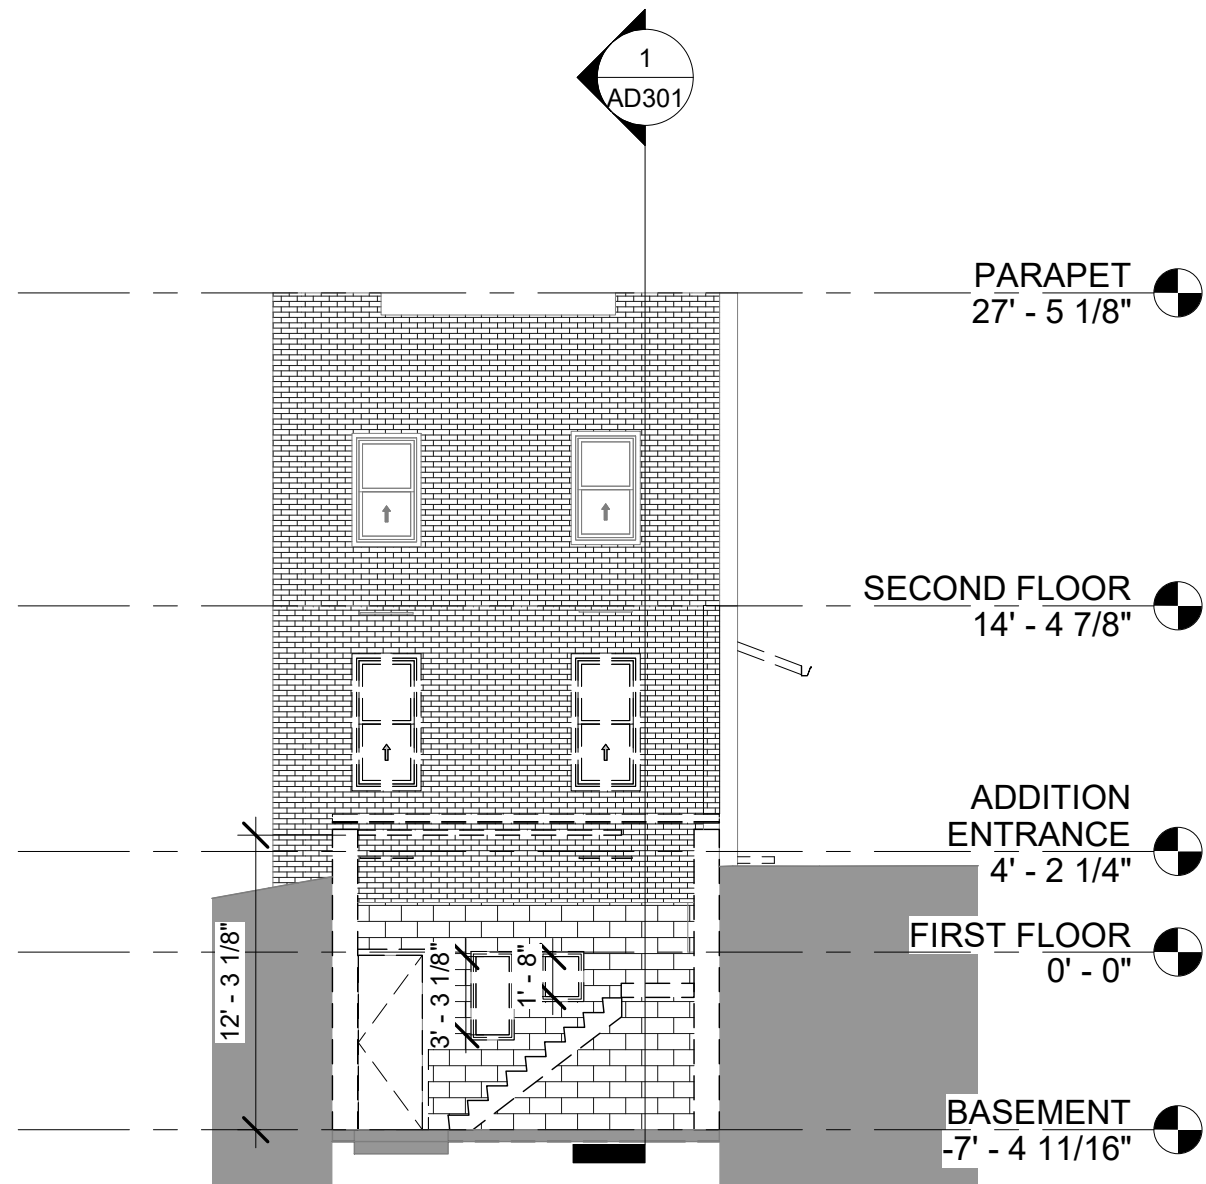 1
AD301
PARAPET
27' - 5 1/8"
SECOND FLOOR
14' - 4 7/8"
ADDITION
ENTRANCE
4' - 2 1/4"
FIRST FLOOR
0' - 0"
12' - 3 1/8"
3' - 3 1/8"
1' - 8"
BASEMENT
-7' - 4 11/16"